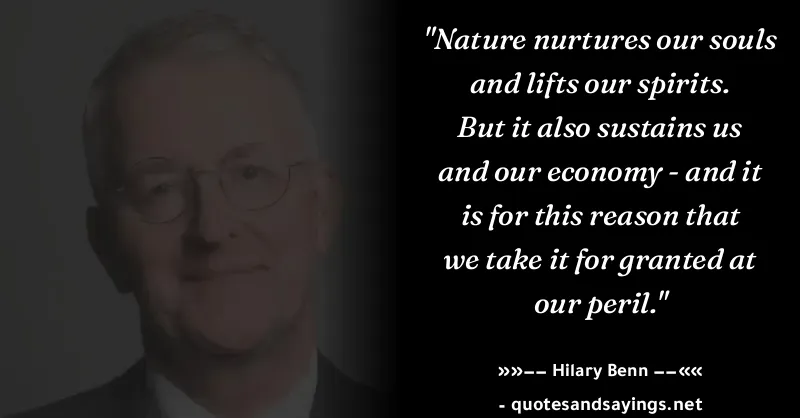 "Nature nurtures our souls
and lifts our spirits.
But it also sustains us
and our economy - and it
is for this reason that
we take it for granted at
our peril."
»»–– Hilary Benn ––««
- quotesandsayings.net